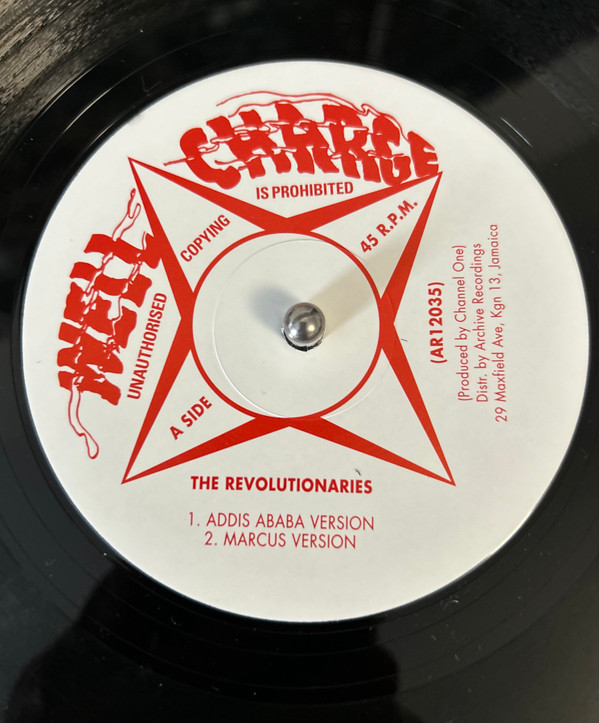 WELL
CHARGE
UNAUTHORISED
COPYING
IS PROHIBITED
45 R.P.M.
A SIDE
(AR12035)
(Produced by Channel One)
Distr. by Archive Recordings
29 Maxfield Ave, Kgn 13, Jamaica
THE REVOLUTIONARIES
1. ADDIS ABABA VERSION
2. MARCUS VERSION